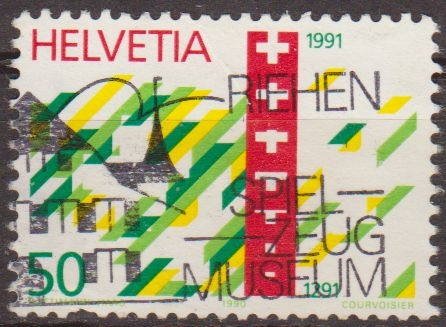 HELVETIA
1991
RIEHEN
SPIEL—
—ZEUG
MUSEUM
50
1291
1990
COURVOISIER